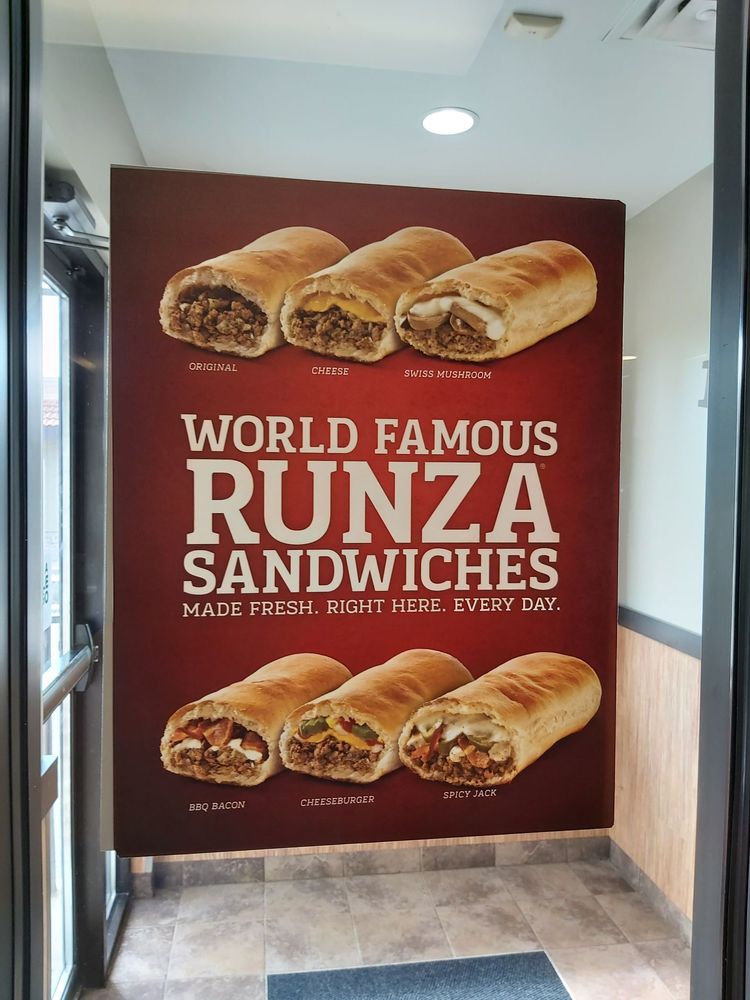 ORIGINAL
CHEESE
SWISS MUSHROOM
WORLD FAMOUS
RUNZA®
SANDWICHES
MADE FRESH. RIGHT HERE. EVERY DAY.
BBQ BACON
CHEESEBURGER
SPICY JACK